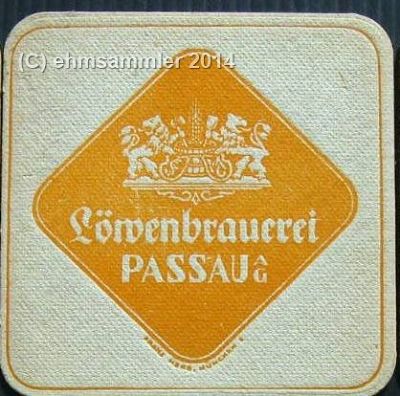 (C) ehmsammler 2014
Löwenbrauerei
PASSAU AG